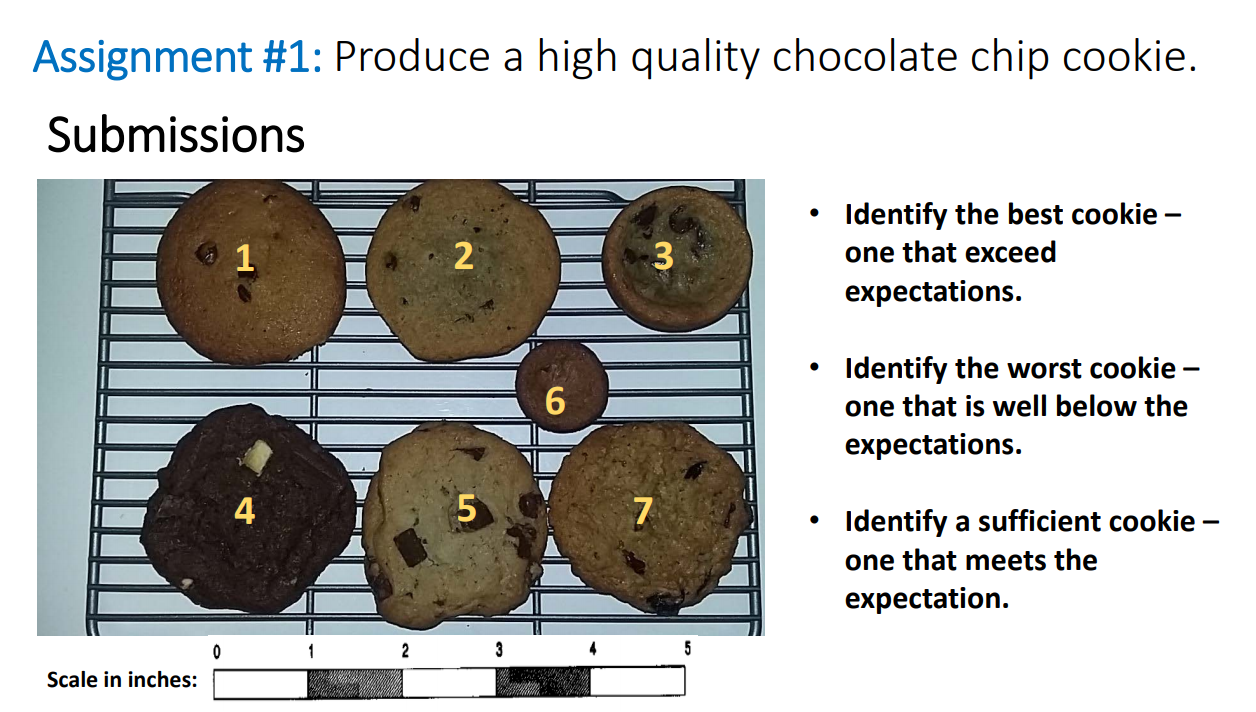 Assignment #1: Produce a high quality chocolate chip cookie.
Submissions
1
2
3
6
4
5
7
• Identify the best cookie –
one that exceed
expectations.
• Identify the worst cookie –
one that is well below the
expectations.
• Identify a sufficient cookie –
one that meets the
expectation.
0 1 2 3 4 5
Scale in inches: